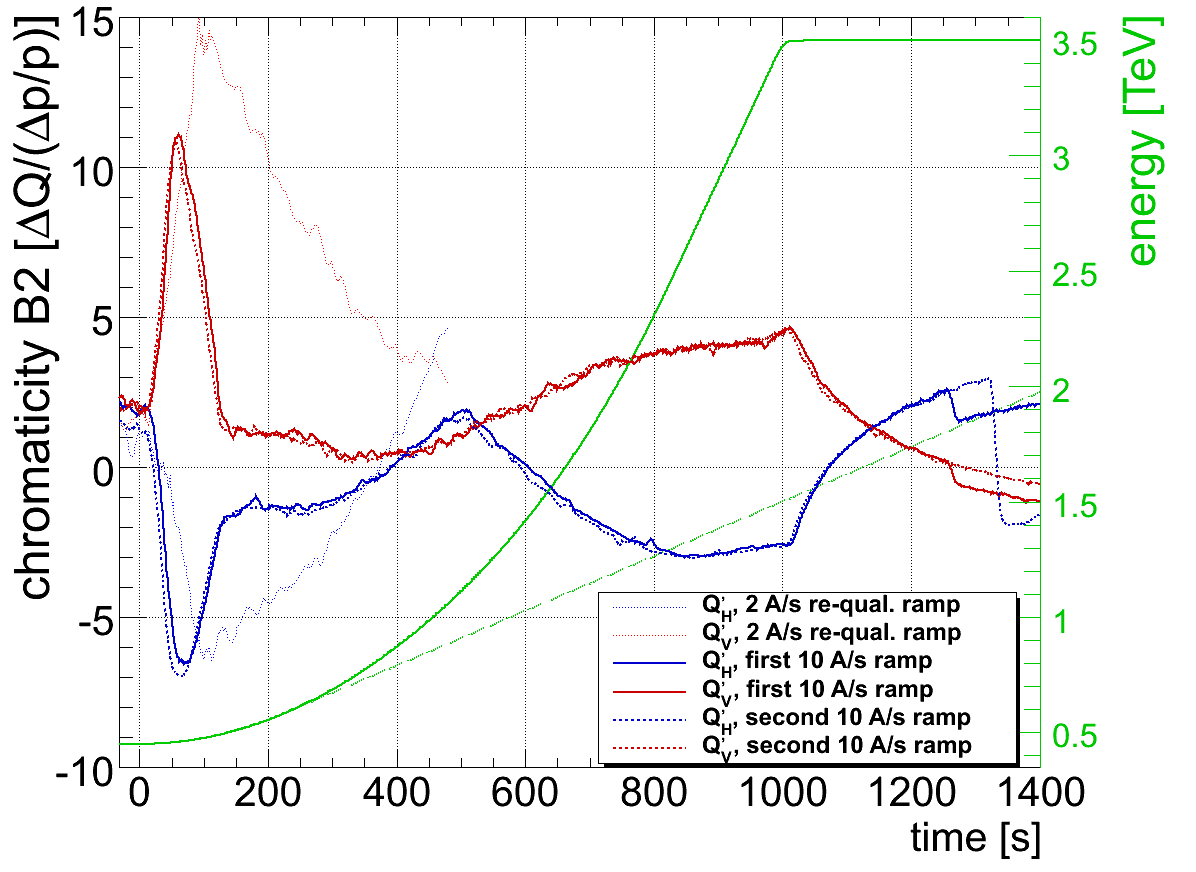 chromaticity B2 [ΔQ/(Δp/p)]
15
10
5
0
-5
-10
0 200 400 600 800 1000 1200 1400
time [s]
energy [TeV]
3.5
3
2.5
2
1.5
1
0.5
Q'H, 2 A/s re-qual. ramp
Q'V, 2 A/s re-qual. ramp
Q'H, first 10 A/s ramp
Q'V, first 10 A/s ramp
Q'H, second 10 A/s ramp
Q'V, second 10 A/s ramp